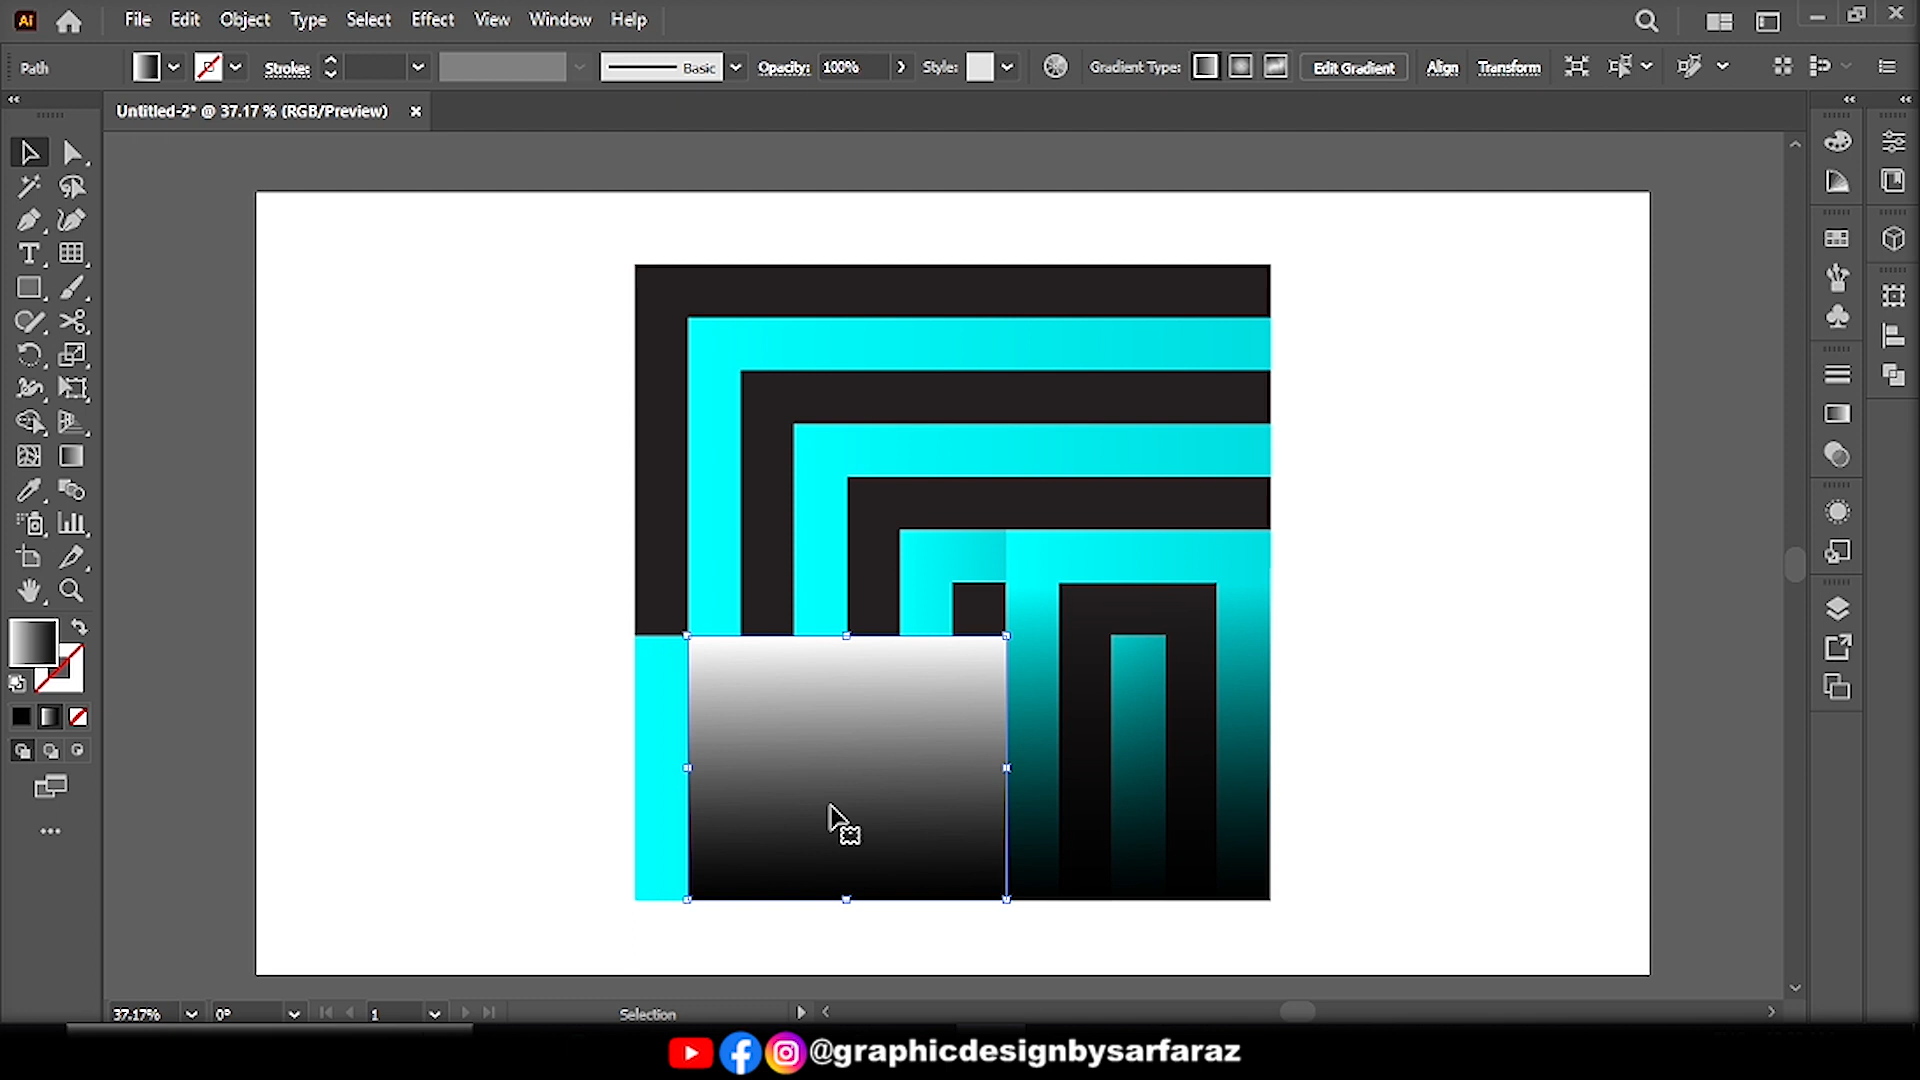 Ai File Edit Object Type Select Effect View Window Help
Path Stroke: Basic Opacity: 100% Style: Gradient Type: Edit Gradient Align Transform
Untitled-2* @ 37.17 % (RGB/Preview) ×
37.17% 0° 1 Selection
@graphicdesignbysarfaraz